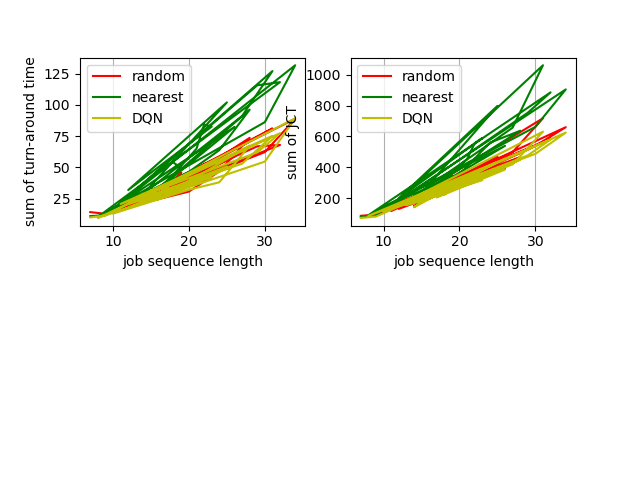 sum of turn-around time
125
100
75
50
25
random
nearest
DQN
10
20
30
job sequence length
sum of JCT
1000
800
600
400
200
random
nearest
DQN
10
20
30
job sequence length